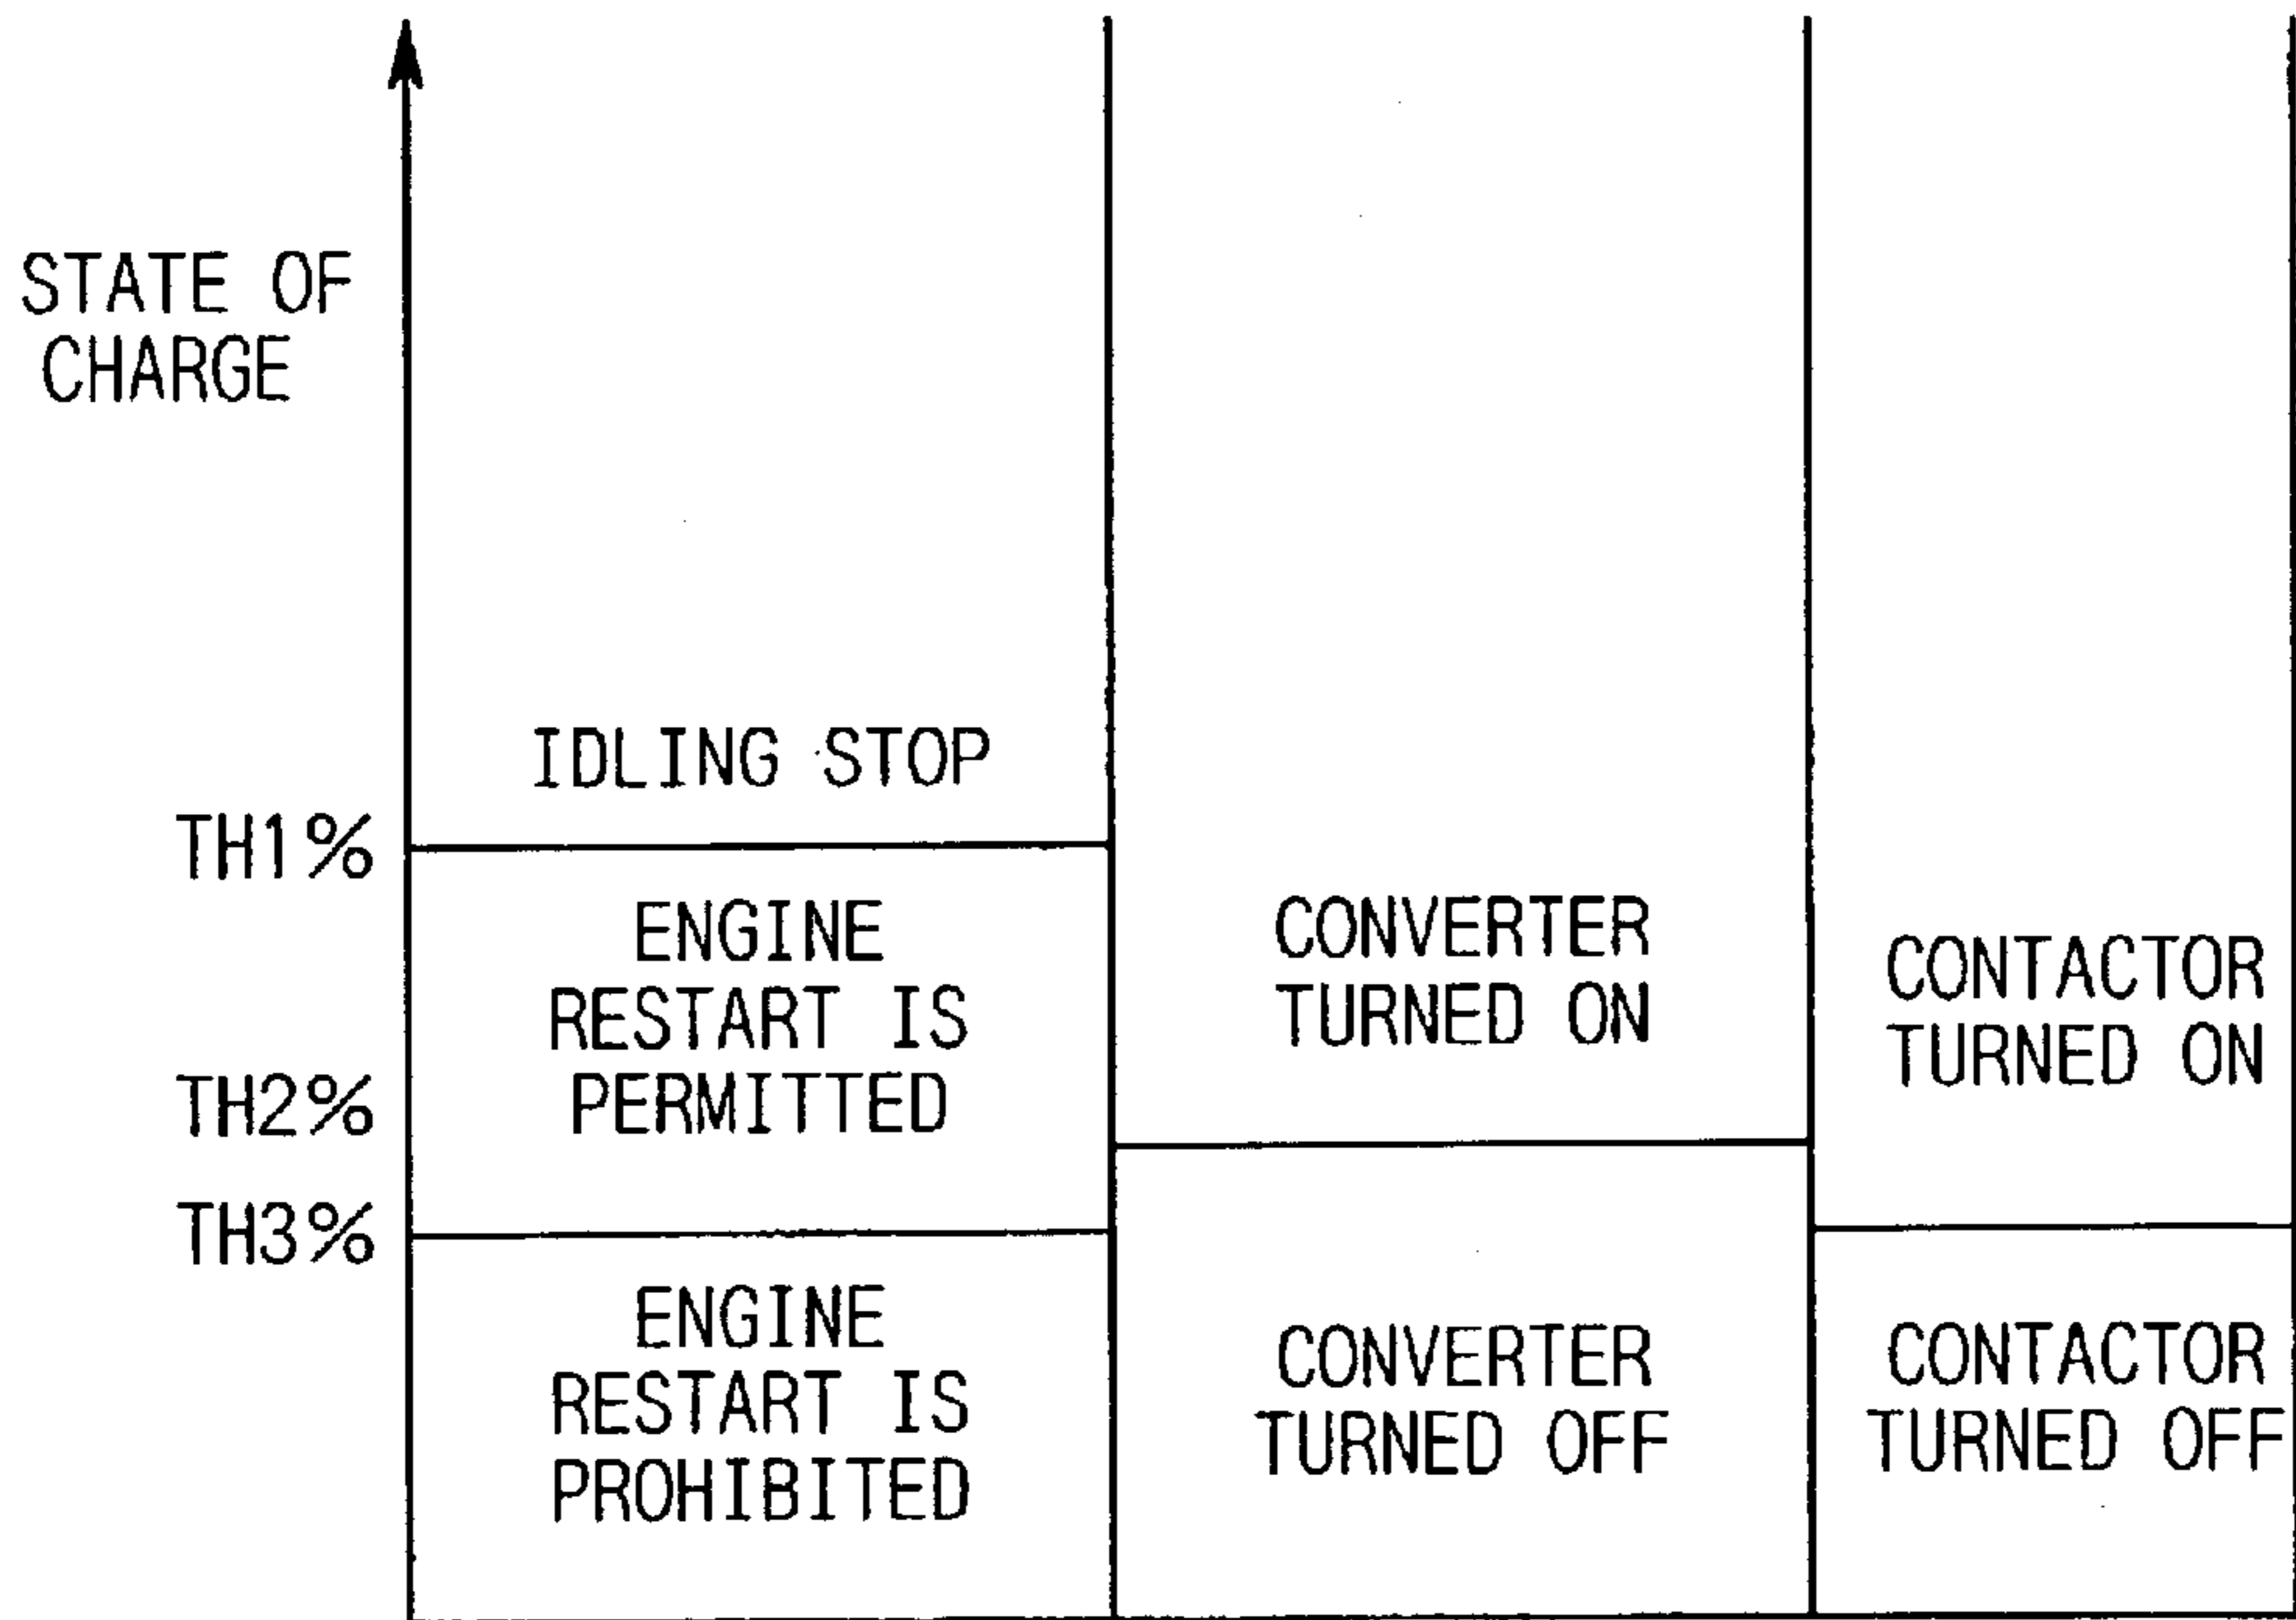 STATE OF
CHARGE
IDLING STOP
TH1%
ENGINE
RESTART IS
PERMITTED
CONVERTER
TURNED ON
CONTACTOR
TURNED ON
TH2%
TH3%
ENGINE
RESTART IS
PROHIBITED
CONVERTER
TURNED OFF
CONTACTOR
TURNED OFF